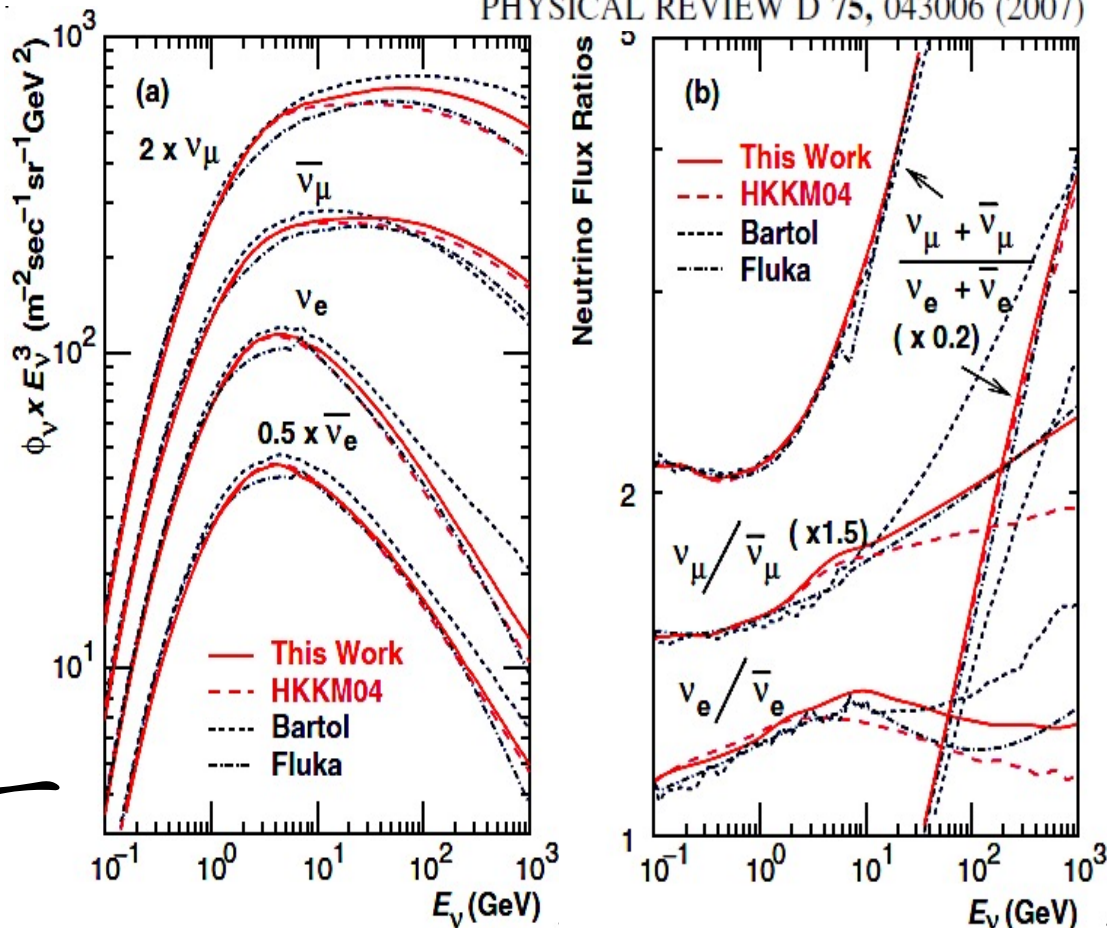 PHYSICAL REVIEW D 75, 043006 (2007)
(a)
2 x νμ
ν̅μ
νe
0.5 x ν̅e
This Work
HKKM04
Bartol
Fluka
ϕν x Eν³ (m⁻²sec⁻¹sr⁻¹GeV²)
10³
10²
10¹
10⁻¹ 10⁰ 10¹ 10² 10³
Eν (GeV)
(b)
This Work
HKKM04
Bartol
Fluka
νμ + ν̅μ
νe + ν̅e
( x 0.2)
νμ/ν̅μ (x1.5)
νe/ν̅e
Neutrino Flux Ratios
5
2
1
10⁻¹ 10⁰ 10¹ 10² 10³
Eν (GeV)